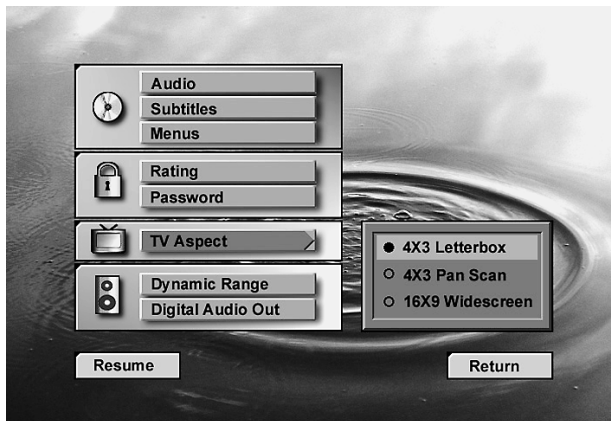 Audio
Subtitles
Menus
Rating
Password
TV Aspect
4X3 Letterbox
4X3 Pan Scan
16X9 Widescreen
Dynamic Range
Digital Audio Out
Resume
Return